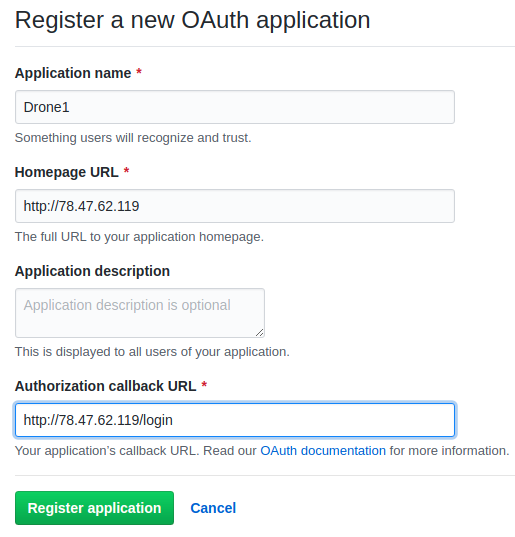 Register a new OAuth application
Application name *
Drone1
Something users will recognize and trust.
Homepage URL *
http://78.47.62.119
The full URL to your application homepage.
Application description
Application description is optional
This is displayed to all users of your application.
Authorization callback URL *
http://78.47.62.119/login
Your application's callback URL. Read our OAuth documentation for more information.
Register application Cancel